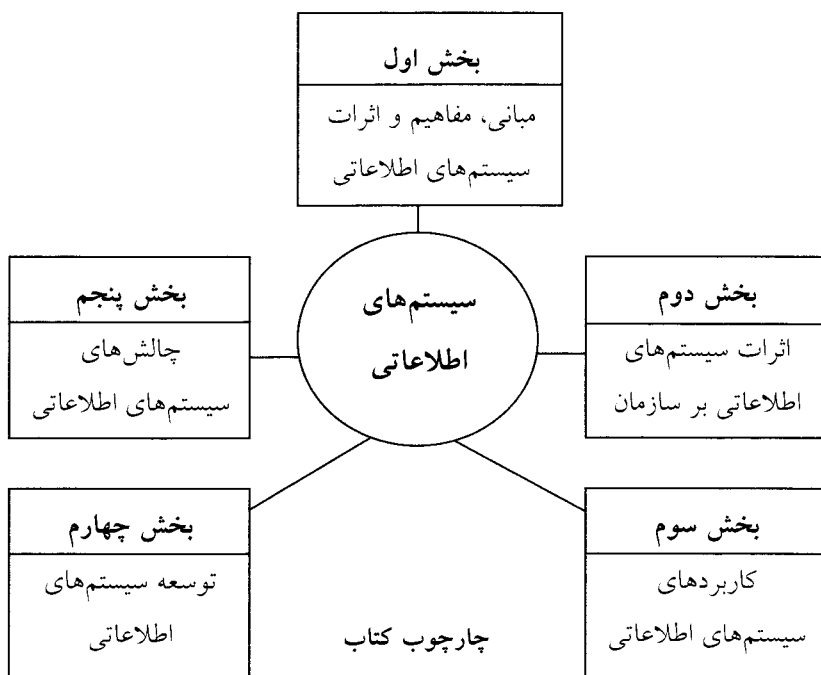 بخش اول
مبانی، مفاهیم و اثرات
سیستم‌های اطلاعاتی
سیستم‌های
اطلاعاتی
بخش دوم
اثرات سیستم‌های
اطلاعاتی بر سازمان
بخش سوم
کاربردهای
سیستم‌های اطلاعاتی
بخش چهارم
توسعه سیستم‌های
اطلاعاتی
بخش پنجم
چالش‌های
سیستم‌های اطلاعاتی
چارچوب کتاب